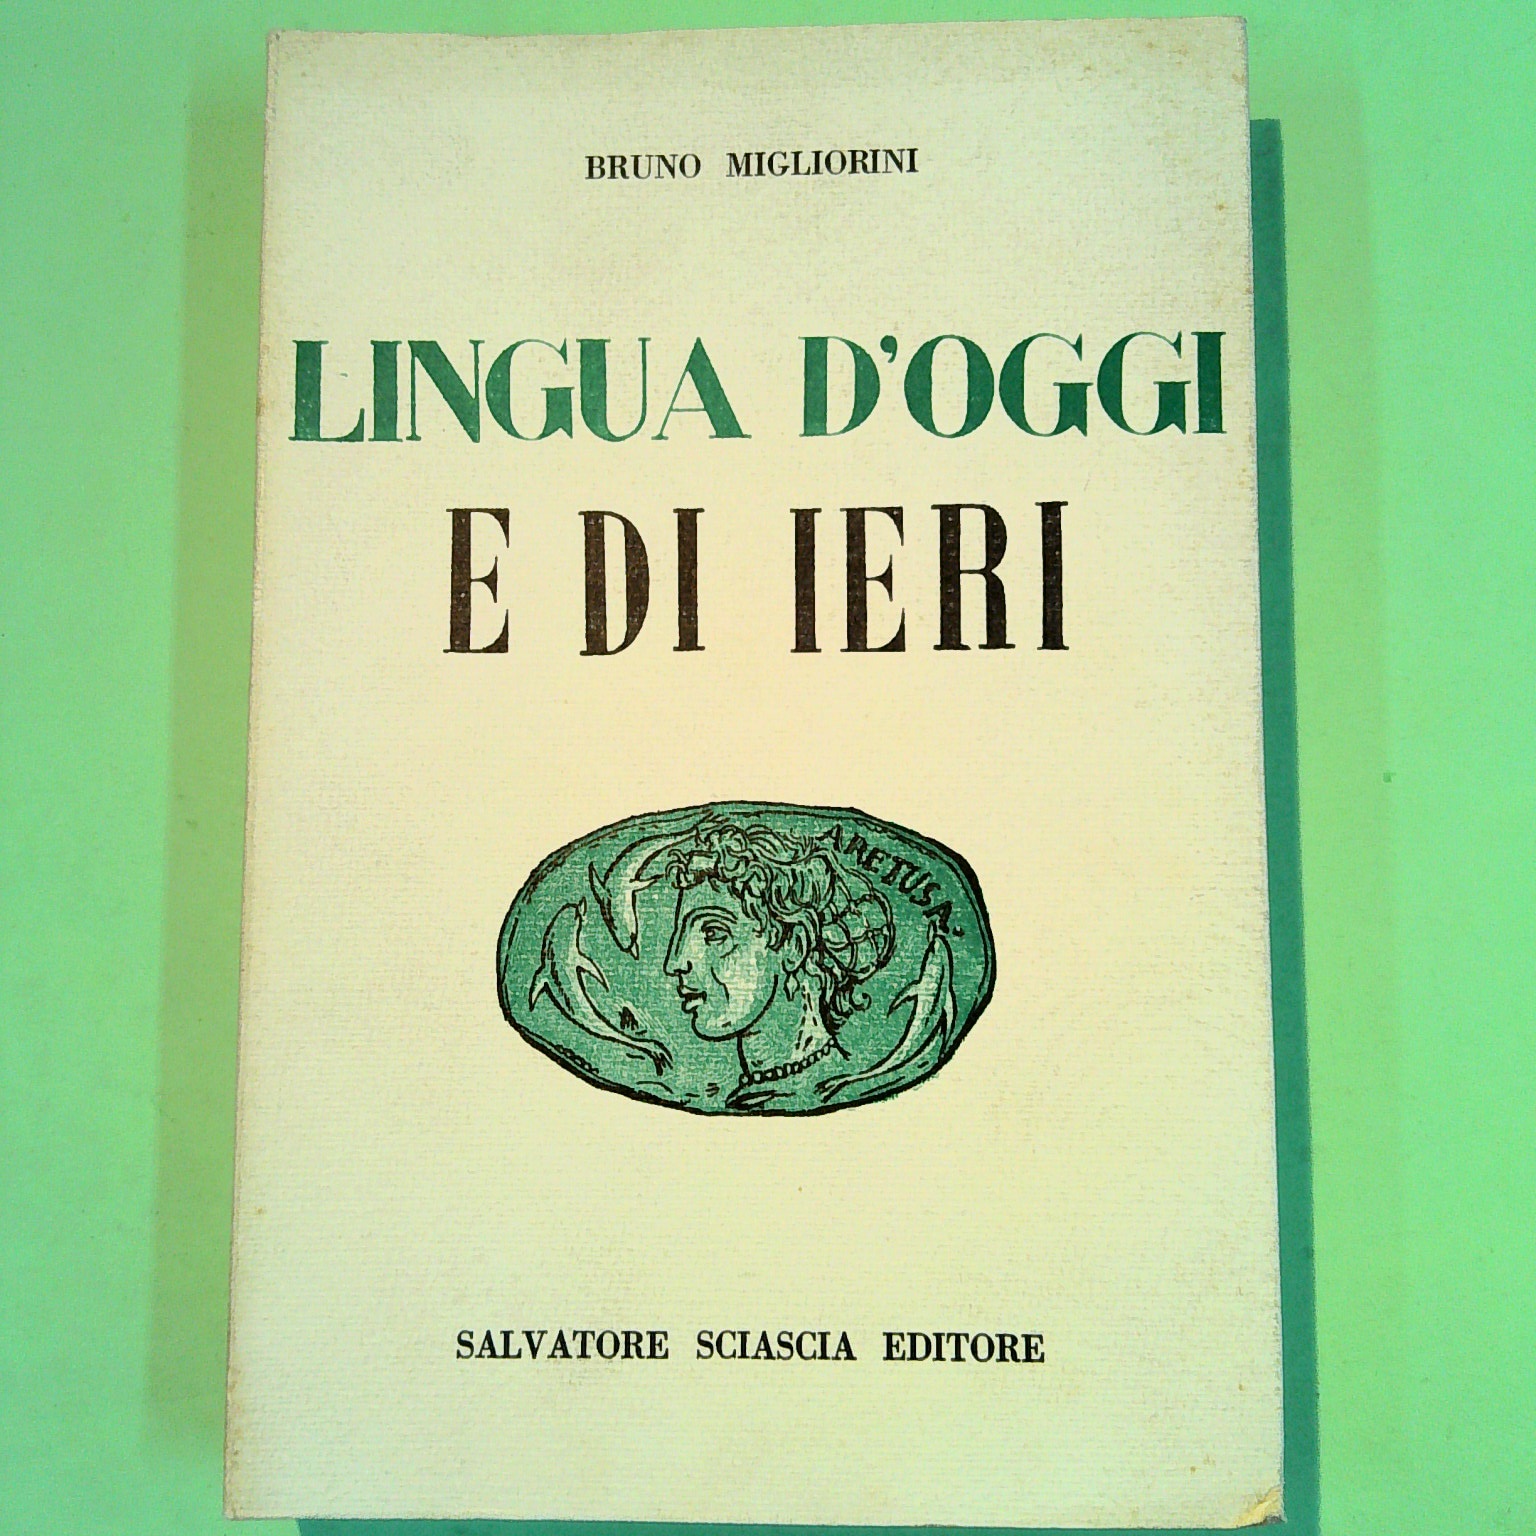 BRUNO MIGLIORINI
LINGUA D'OGGI
E DI IERI
ARETUSA.
SALVATORE SCIASCIA EDITORE